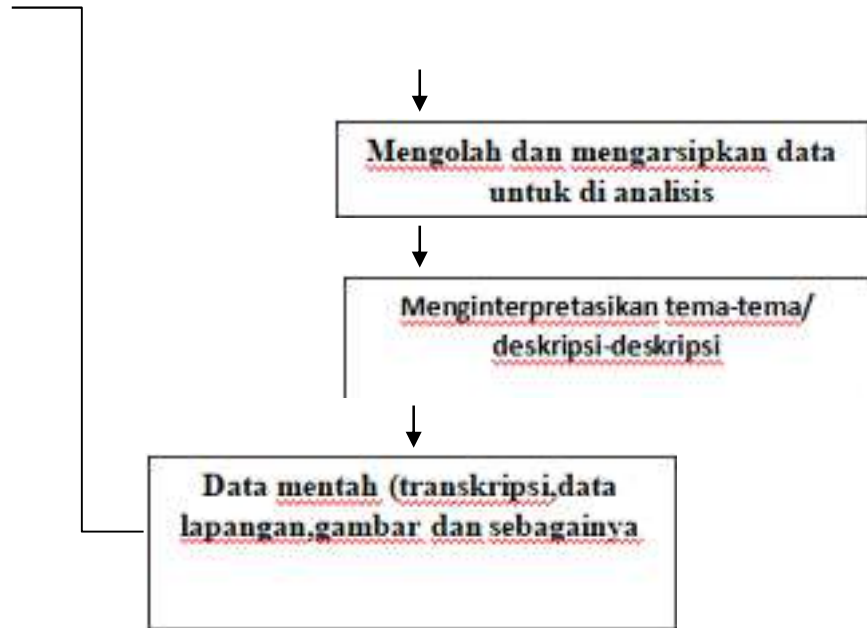 Mengolah dan mengarsipkan data
untuk di analisis
Menginterpretasikan tema-tema/
deskripsi-deskripsi
Data mentah (transkripsi,data
lapangan,gambar dan sebagainya